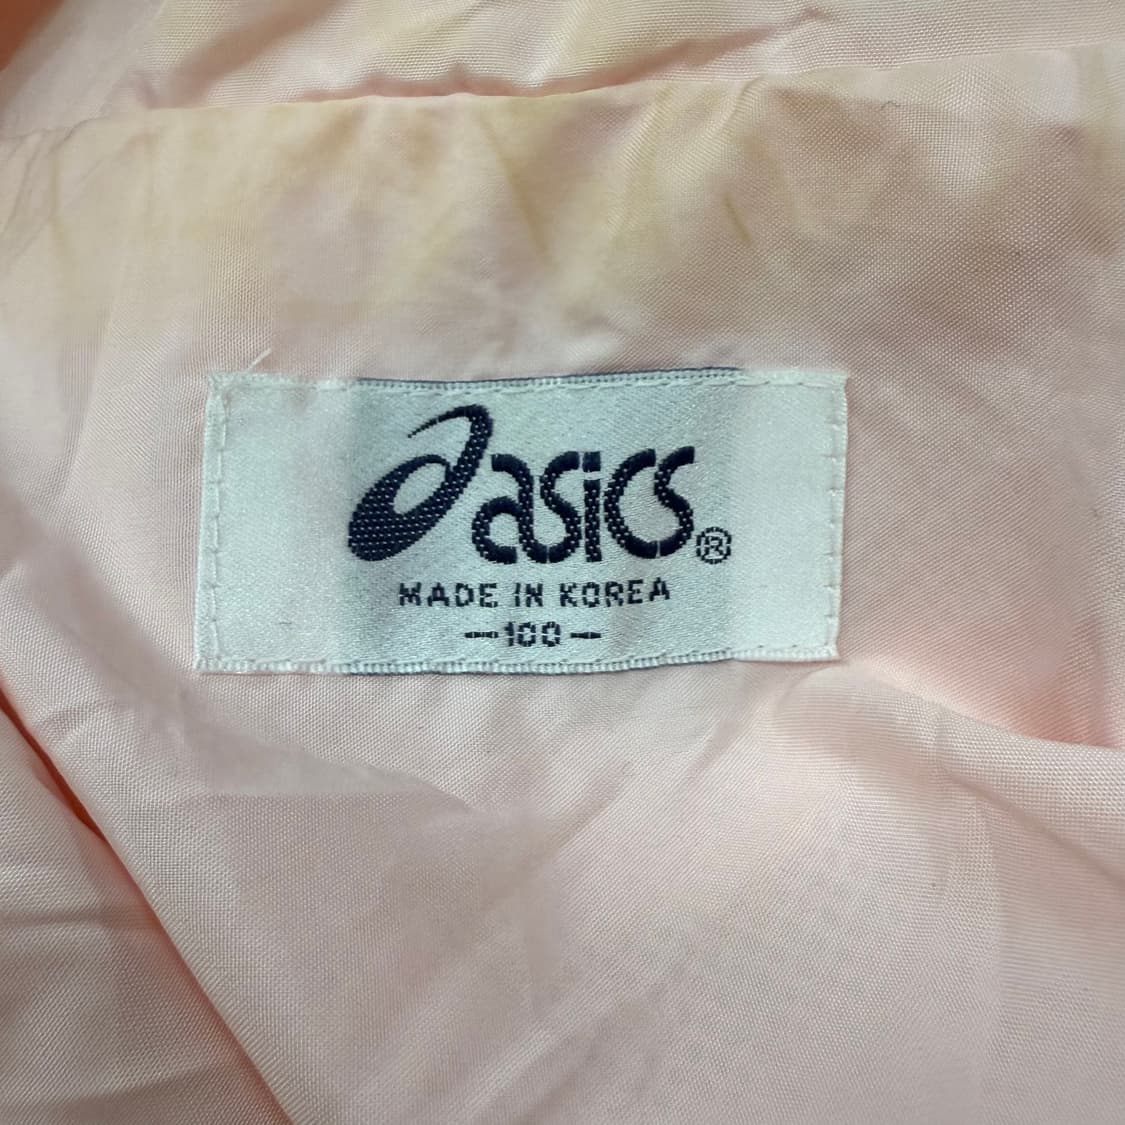 asics®
MADE IN KOREA
-100-